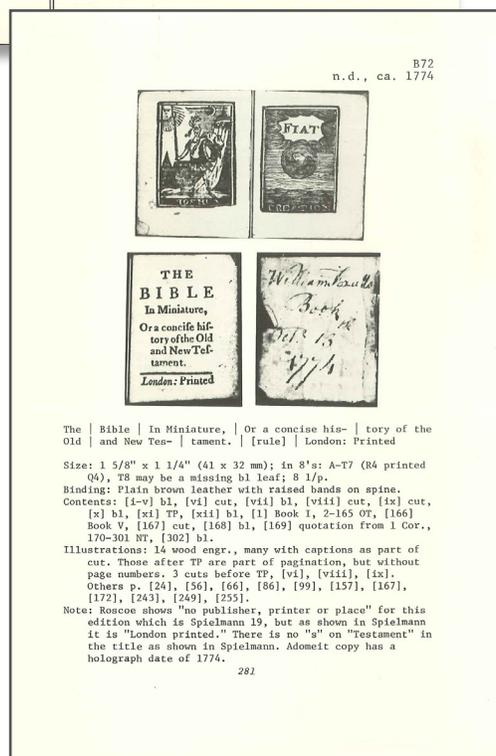 B72
n.d., ca. 1774
FIAT
CREATION
THE
BIBLE
In Miniature,
Or a concise his-
tory of the Old
and New Tes-
tament.
London: Printed
William
Book
1774
The | Bible | In Miniature, | Or a concise his- | tory of the
Old | and New Tes- | tament. | [rule] | London: Printed
Size: 1 5/8" x 1 1/4" (41 x 32 mm); in 8's: A-T7 (R4 printed
Q4), T8 may be a missing bl leaf; 8 1/p.
Binding: Plain brown leather with raised bands on spine.
Contents: [i-v] bl, [vi] cut, [vii] bl, [viii] cut, [ix] cut,
[x] bl, [xi] TP, [xii] bl, [1] Book I, 2-165 OT, [166]
Book V, [167] cut, [168] bl, [169] quotation from 1 Cor.,
170-301 NT, [302] bl.
Illustrations: 14 wood engr., many with captions as part of
cut. Those after TP are part of pagination, but without
page numbers. 3 cuts before TP, [vi], [viii], [ix].
Others p. [24], [56], [66], [86], [99], [157], [167],
[172], [243], [249], [255].
Note: Roscoe shows "no publisher, printer or place" for this
edition which is Spielmann 19, but as shown in Spielmann
it is "London printed." There is no "s" on "Testament" in
the title as shown in Spielmann. Adomeit copy has a
holograph date of 1774.
281